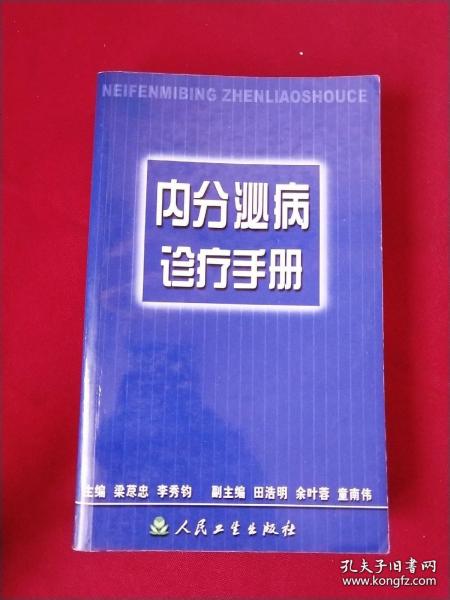 NEIFENMIBING ZHENLIAOSHOUCE
内分泌病
诊疗手册
主编 梁荩忠 李秀钧 副主编 田浩明 余叶蓉 童南伟
人民卫生出版社
孔夫子旧书网
www.kongfz.com